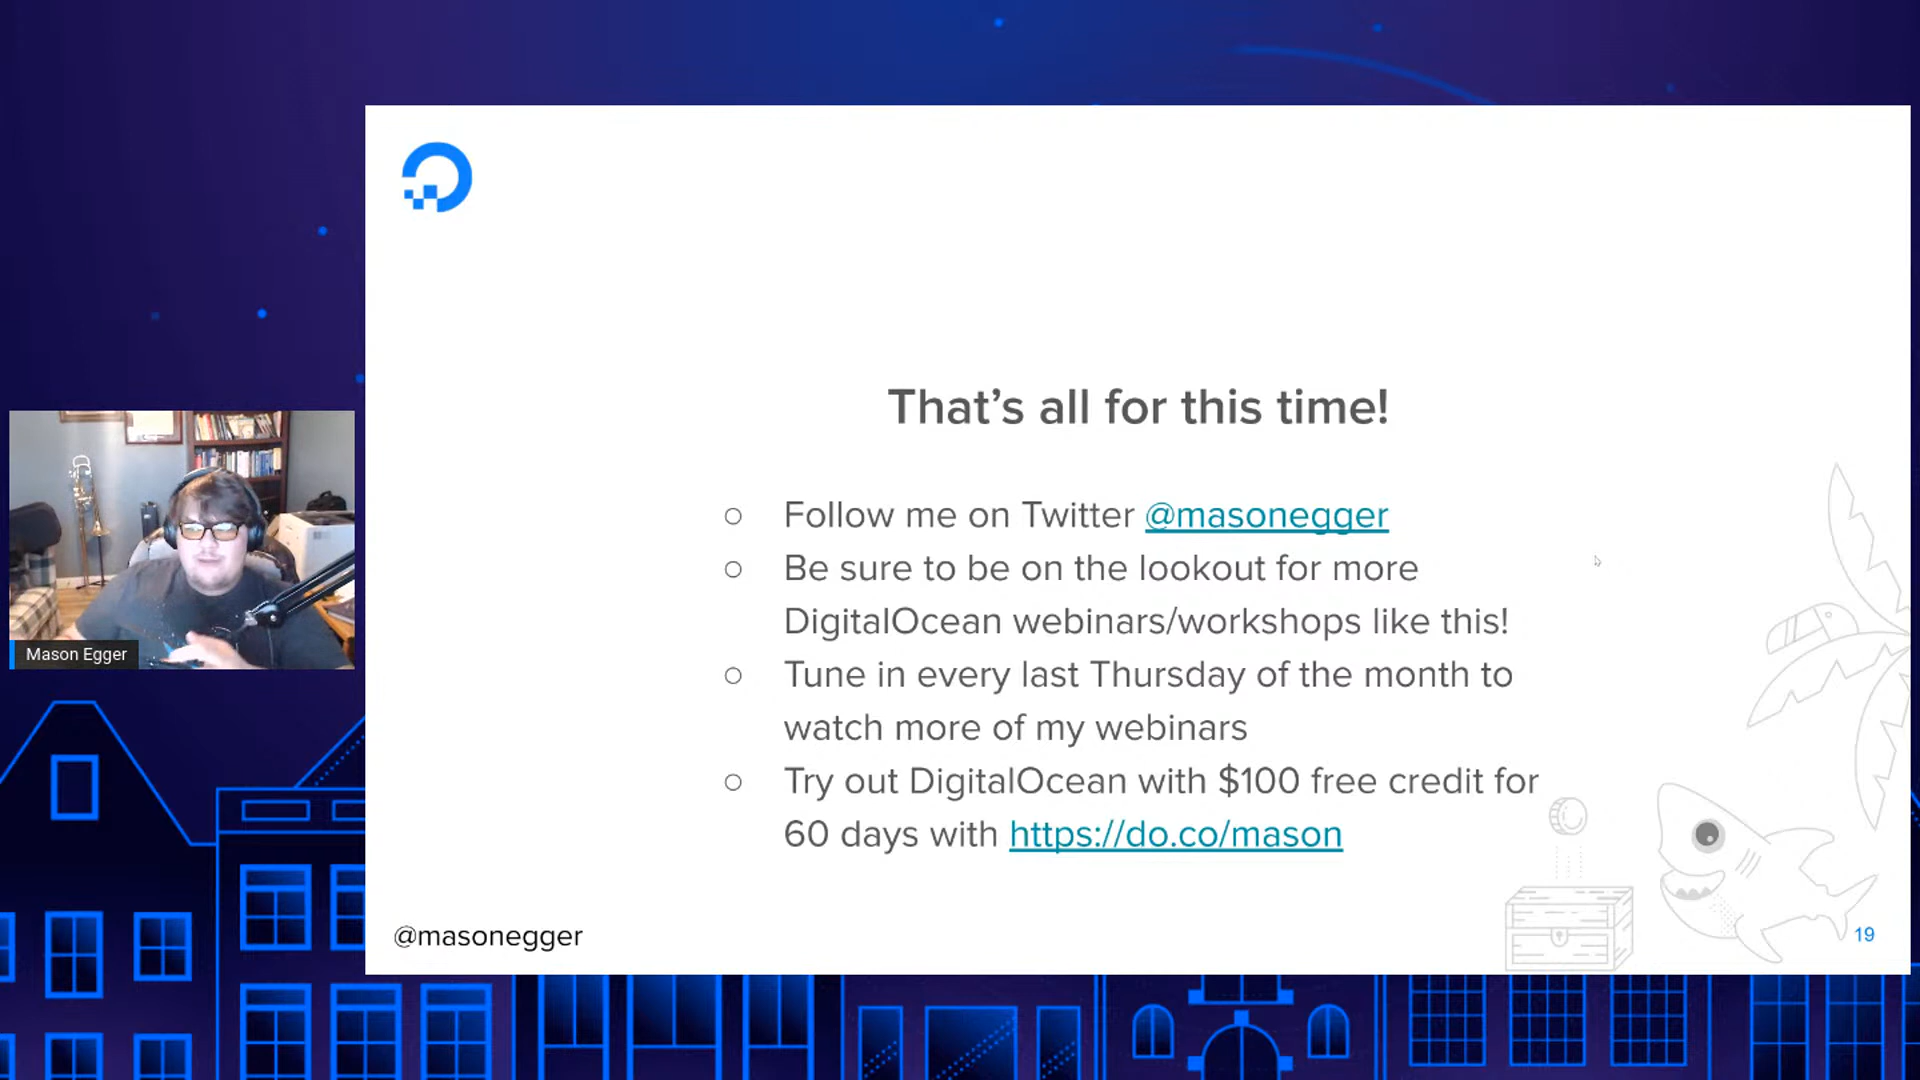 That's all for this time!
○ Follow me on Twitter @masonegger
○ Be sure to be on the lookout for more
DigitalOcean webinars/workshops like this!
○ Tune in every last Thursday of the month to
watch more of my webinars
○ Try out DigitalOcean with $100 free credit for
60 days with https://do.co/mason
Mason Egger
@masonegger
19